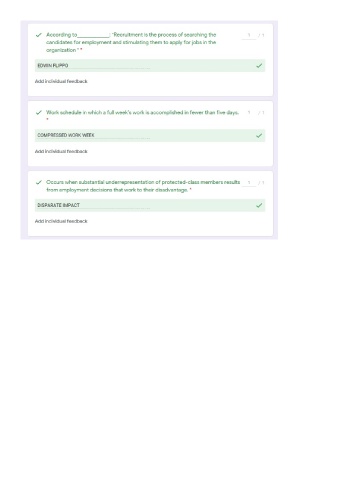 According to__________: "Recruitment is the process of searching the 1 / 1
candidates for employment and stimulating them to apply for jobs in the
organization " *
EDWIN FLIPPO
Add individual feedback
Work schedule in which a full week's work is accomplished in fewer than five days. 1 / 1
*
COMPRESSED WORK WEEK
Add individual feedback
Occurs when substantial underrepresentation of protected-class members results 1 / 1
from employment decisions that work to their disadvantage. *
DISPARATE IMPACT
Add individual feedback